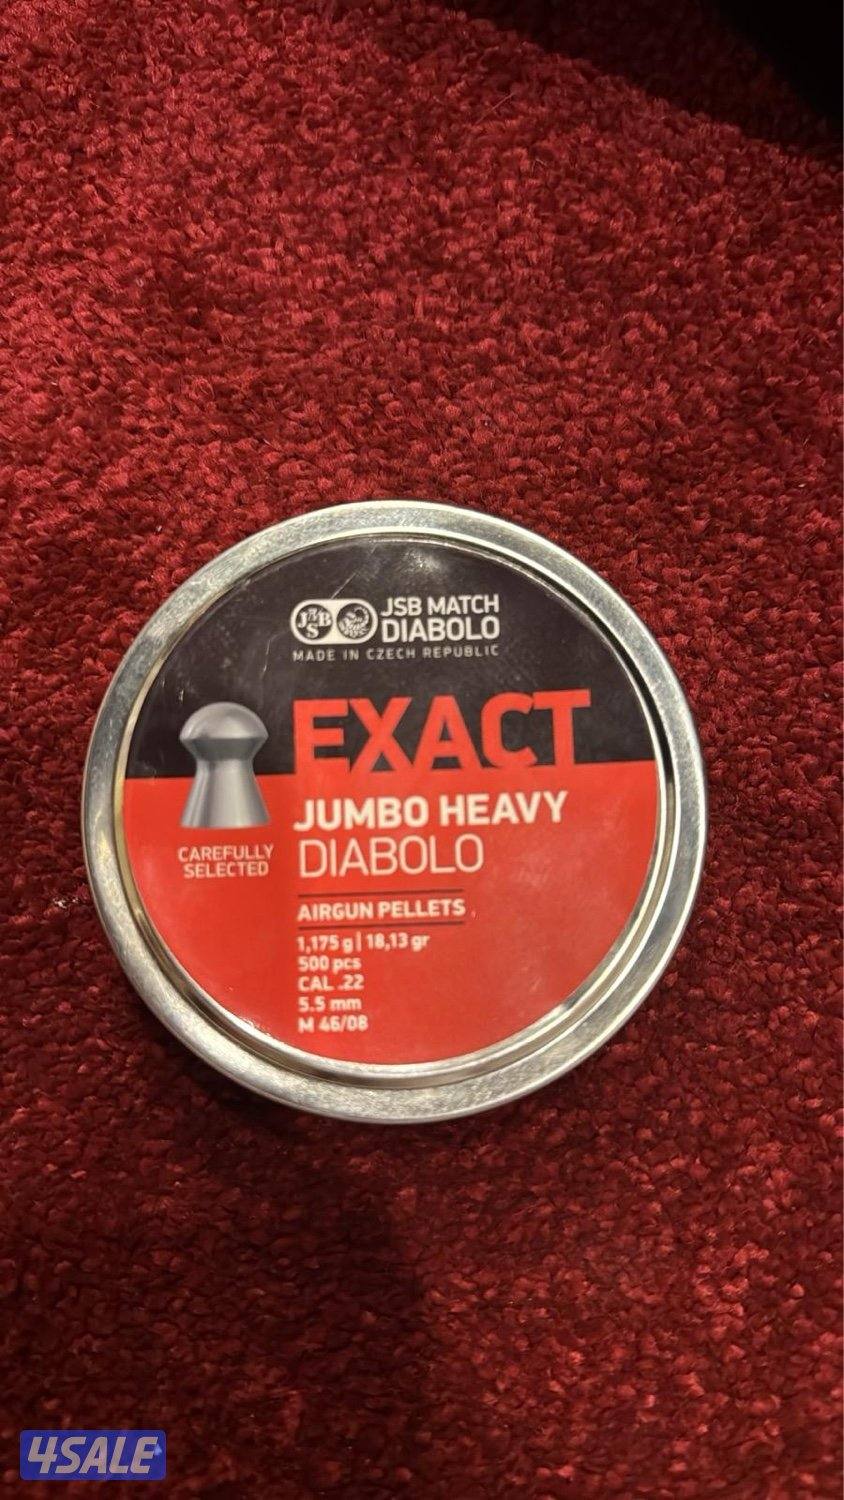 JSB
JSB MATCH
DIABOLO
MADE IN CZECH REPUBLIC
EXACT
JUMBO HEAVY
DIABOLO
CAREFULLY
SELECTED
AIRGUN PELLETS
1,175 g | 18,13 gr
500 pcs
CAL .22
5.5 mm
M 46/08
4SALE